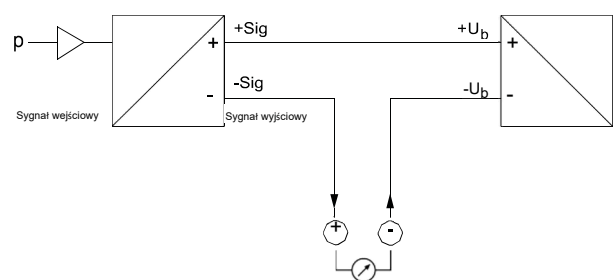 +Sig
+Ub
p
+
+
-Sig
-Ub
-
-
Sygnał wejściowy
Sygnał wyjściowy
+
-